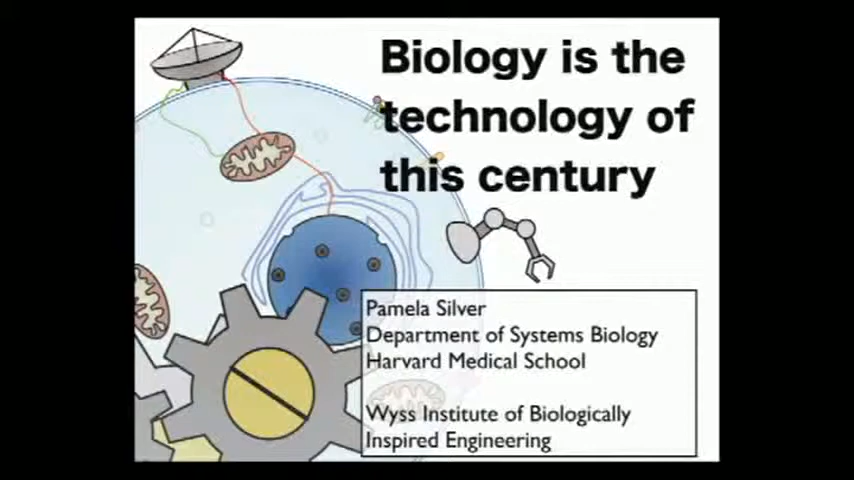 Biology is the
technology of
this century
Pamela Silver
Department of Systems Biology
Harvard Medical School
Wyss Institute of Biologically
Inspired Engineering